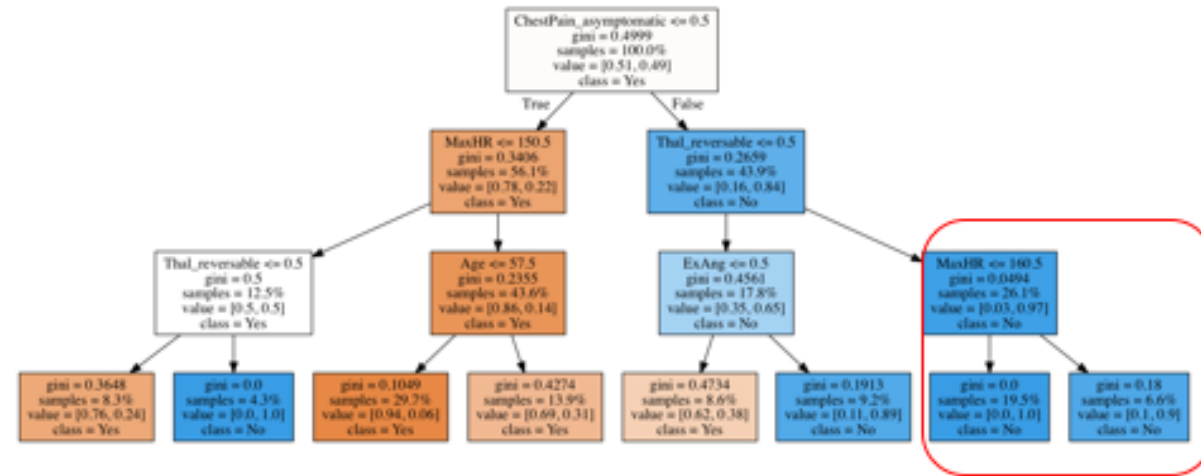 ChestPain_asymptomatic <= 0.5
gini = 0.4999
samples = 100.0%
value = [0.51, 0.49]
class = Yes
True
False
MaxHR <= 150.5
gini = 0.3406
samples = 56.1%
value = [0.78, 0.22]
class = Yes
Thal_reversable <= 0.5
gini = 0.2659
samples = 43.9%
value = [0.16, 0.84]
class = No
Thal_reversable <= 0.5
gini = 0.5
samples = 12.5%
value = [0.5, 0.5]
class = Yes
Age <= 57.5
gini = 0.2355
samples = 43.6%
value = [0.86, 0.14]
class = Yes
ExAng <= 0.5
gini = 0.4561
samples = 17.8%
value = [0.35, 0.65]
class = No
MaxHR <= 160.5
gini = 0.0494
samples = 26.1%
value = [0.03, 0.97]
class = No
gini = 0.3648
samples = 8.3%
value = [0.76, 0.24]
class = Yes
gini = 0.0
samples = 4.3%
value = [0.0, 1.0]
class = No
gini = 0.1049
samples = 29.7%
value = [0.94, 0.06]
class = Yes
gini = 0.4274
samples = 13.9%
value = [0.69, 0.31]
class = Yes
gini = 0.4734
samples = 8.6%
value = [0.62, 0.38]
class = Yes
gini = 0.1913
samples = 9.2%
value = [0.11, 0.89]
class = No
gini = 0.0
samples = 19.5%
value = [0.0, 1.0]
class = No
gini = 0.18
samples = 6.6%
value = [0.1, 0.9]
class = No